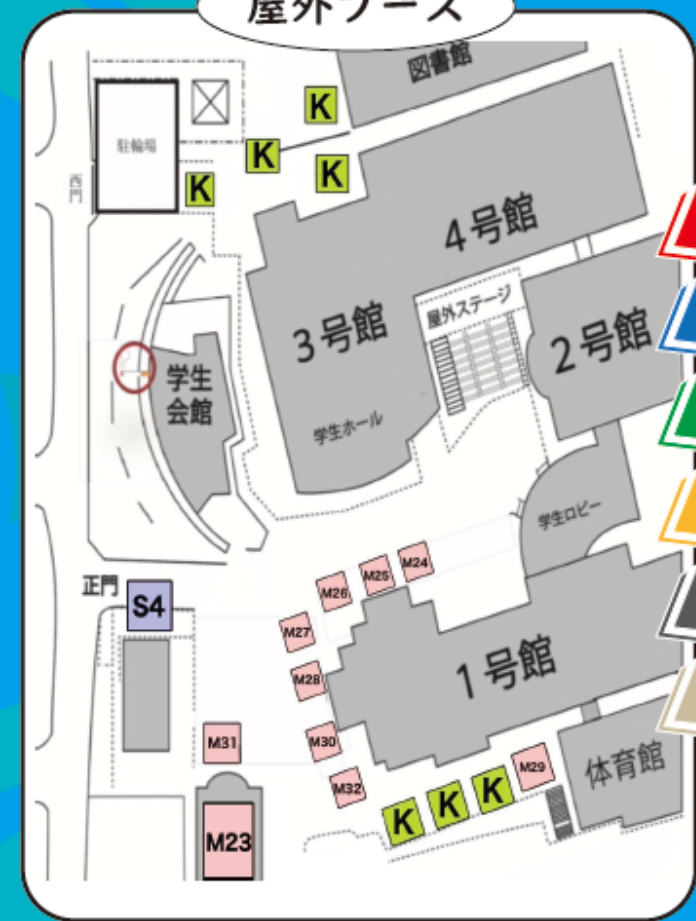 屋外ブース
図書館
K
K
K
K
駐輪場
西門
4号館
屋外ステージ
3号館
2号館
学生
会館
学生ホール
学生ロビー
正門
S4
M24
M25
M26
M27
M28
1号館
M31
M30
M29
体育館
M32
K
K
K
M23